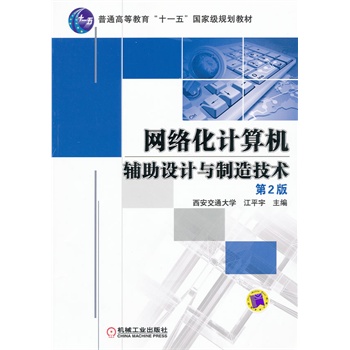 普通高等教育“十一五”国家级规划教材
网络化计算机
辅助设计与制造技术
第2版
西安交通大学 江平宇 主编
机械工业出版社
CHINA MACHINE PRESS